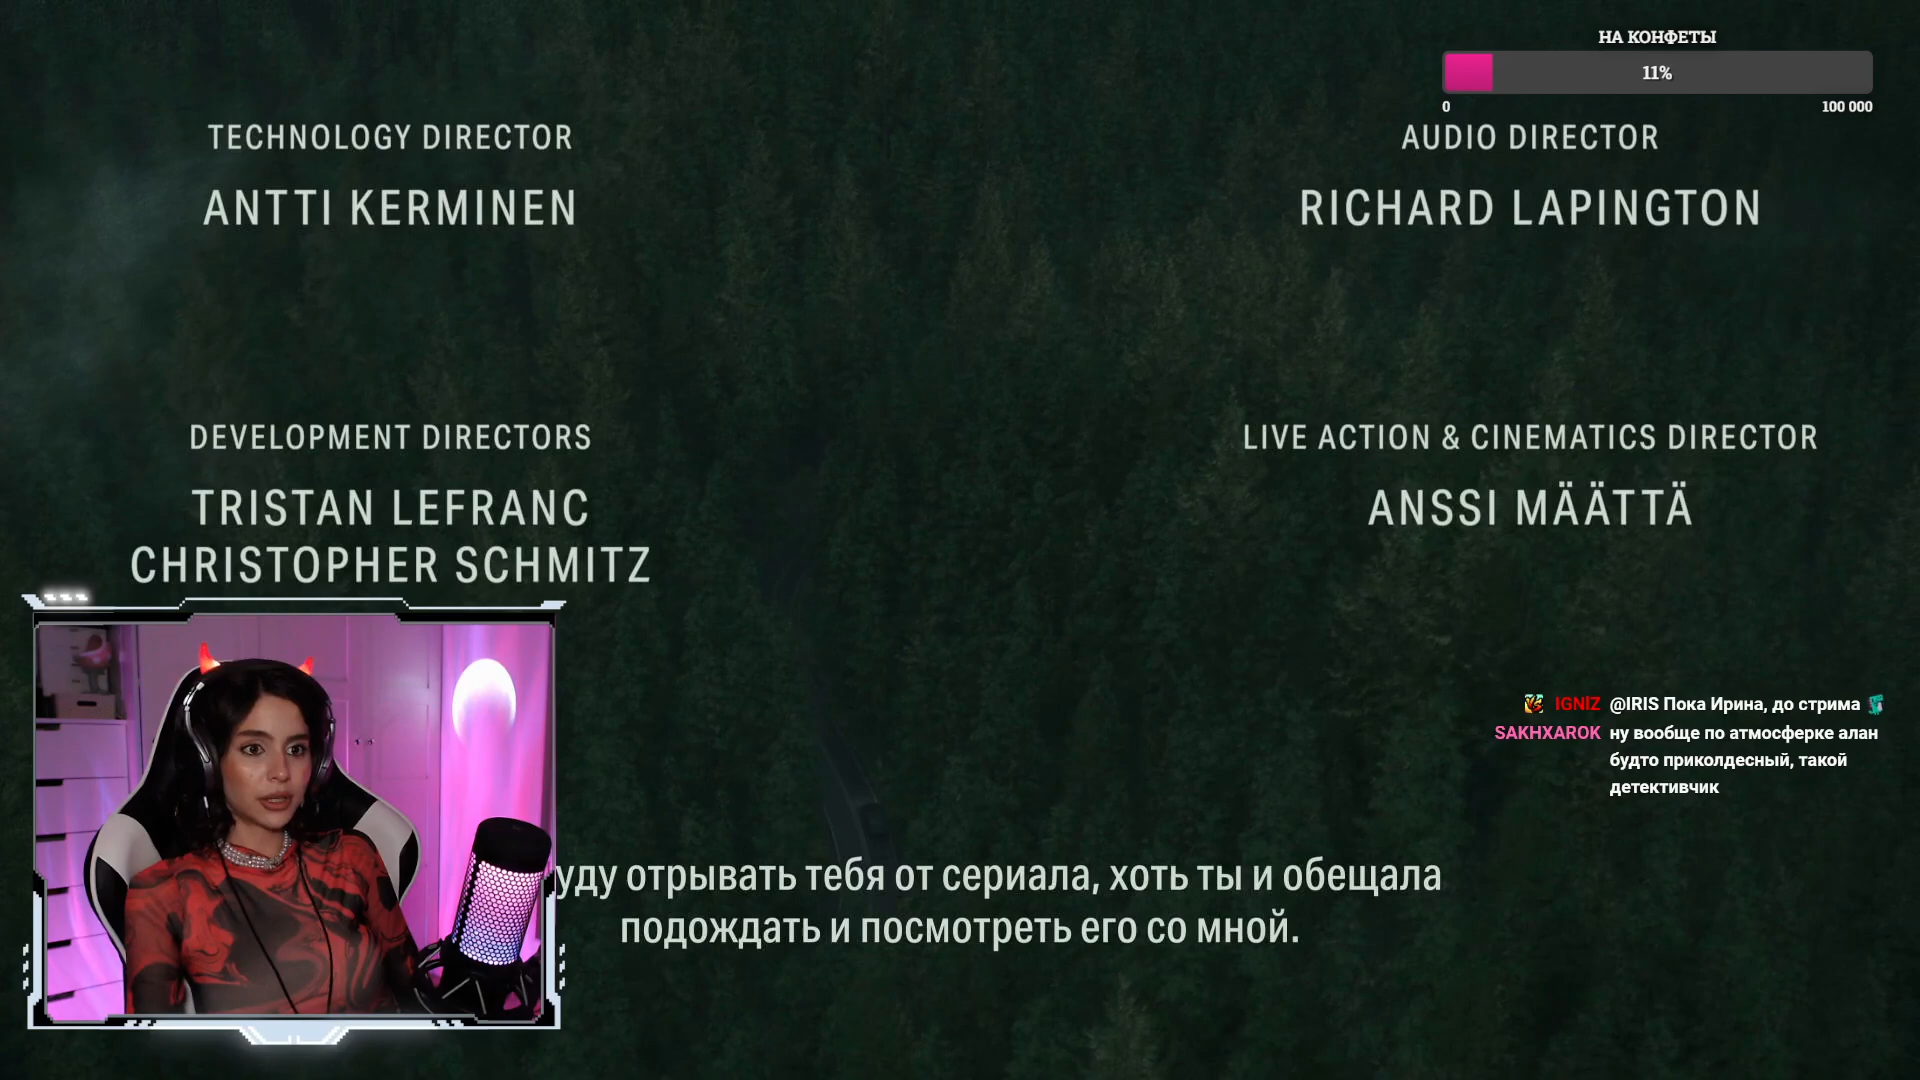 НА КОНФЕТЫ
11%
0
100 000
TECHNOLOGY DIRECTOR
ANTTI KERMINEN
AUDIO DIRECTOR
RICHARD LAPINGTON
DEVELOPMENT DIRECTORS
TRISTAN LEFRANC
CHRISTOPHER SCHMITZ
LIVE ACTION & CINEMATICS DIRECTOR
ANSSI MÄÄTTÄ
IGNIZ @IRIS Пока Ирина, до стрима
SAKHXAROK ну вообще по атмосферке алан
будто приколдесный, такой
детективчик
уду отрывать тебя от сериала, хоть ты и обещала
подождать и посмотреть его со мной.